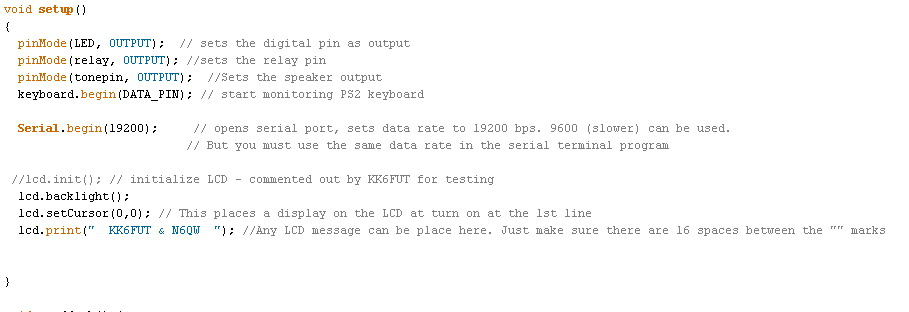 void setup()
{
  pinMode(LED, OUTPUT);  // sets the digital pin as output
  pinMode(relay, OUTPUT); //sets the relay pin
  pinMode(tonepin, OUTPUT);  //Sets the speaker output
  keyboard.begin(DATA_PIN); // start monitoring PS2 keyboard
  Serial.begin(19200);     // opens serial port, sets data rate to 19200 bps. 9600 (slower) can be used.
                          // But you must use the same data rate in the serial terminal program
 //lcd.init(); // initialize LCD - commented out by KK6FUT for testing
  lcd.backlight();
  lcd.setCursor(0,0); // This places a display on the LCD at turn on at the 1st line
  lcd.print("  KK6FUT & N6QW  "); //Any LCD message can be place here. Just make sure there are 16 spaces between the "" marks
}